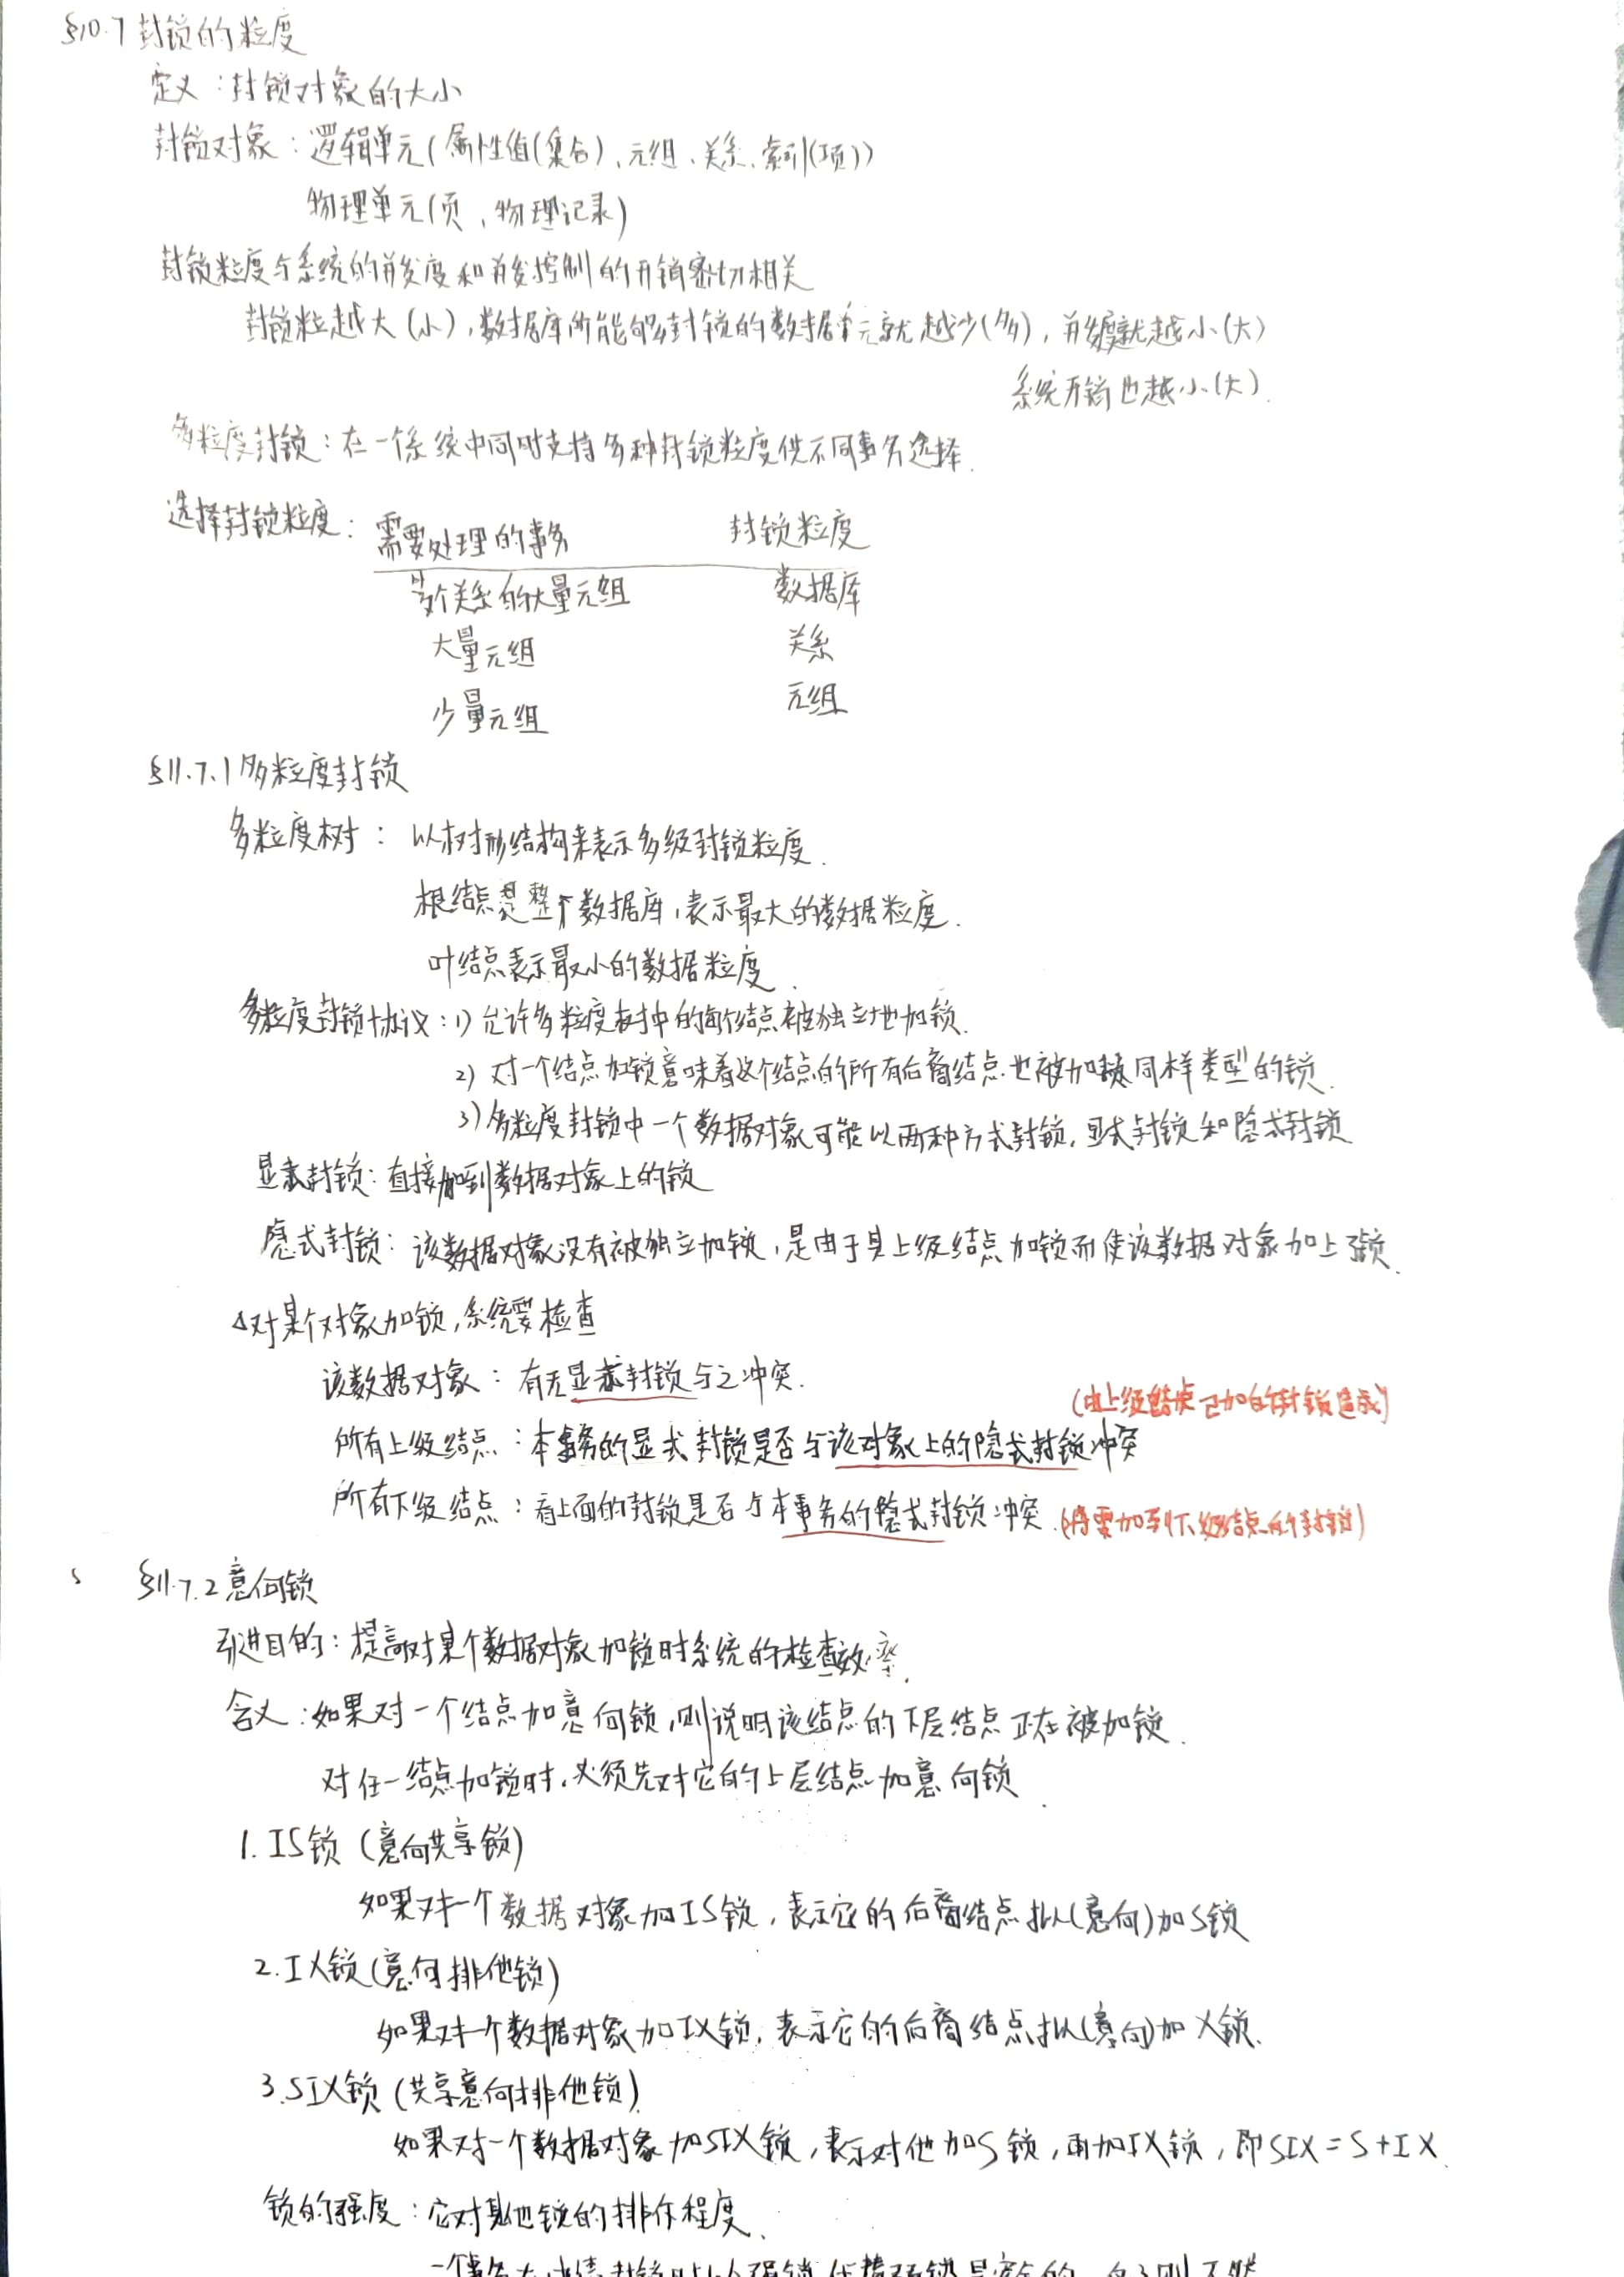 §10.7 封锁的粒度
定义：封锁对象的大小
封锁对象：逻辑单元(属性值(集合)、元组、关系、索引(项))
物理单元(页、物理记录)
封锁粒度与系统的并发度和并发控制的开销密切相关
封锁粒越大(小)，数据库所能够封锁的数据单元就越少(多)，并发度就越小(大)
系统开销也越小(大).
多粒度封锁：在一个系统中同时支持多种封锁粒度供不同事务选择.
选择封锁粒度：需要处理的事务 封锁粒度
多个关系的大量元组 数据库
大量元组 关系
少量元组 元组
§11.7.1 多粒度封锁
多粒度树：以树形结构来表示多级封锁粒度.
根结点是整个数据库，表示最大的数据粒度.
叶结点表示最小的数据粒度.
多粒度封锁协议：1) 允许多粒度树中的每个结点被独立地加锁.
2) 对一个结点加锁意味着这个结点的所有后裔结点也被加同样类型的锁.
3) 多粒度封锁中一个数据对象可能以两种方式封锁，显式封锁和隐式封锁
显式封锁：直接加到数据对象上的锁
隐式封锁：该数据对象没有被独立加锁，是由于其上级结点加锁而使该数据对象加上了锁.
△对某个对象加锁，系统要检查
该数据对象：有无显式封锁与之冲突.
(由上级结点已加的封锁造成)
所有上级结点：本事务的显式封锁是否与该对象上的隐式封锁冲突
所有下级结点：看上面的封锁是否与本事务的隐式封锁冲突.(将要加到下级结点的封锁)
§11.7.2 意向锁
引进目的：提高对某个数据对象加锁时系统的检查效率.
含义：如果对一个结点加意向锁，则说明该结点的下层结点正在被加锁.
对任一结点加锁时，必须先对它的上层结点加意向锁.
1. IS锁 (意向共享锁)
如果对一个数据对象加IS锁，表示它的后裔结点拟(意向)加S锁
2. IX锁(意向排他锁)
如果对一个数据对象加IX锁，表示它的后裔结点拟(意向)加X锁.
3. SIX锁 (共享意向排他锁)
如果对一个数据对象加SIX锁，表示对他加S锁，再加IX锁，即SIX=S+IX.
锁的强度：它对其他锁的排斥程度.